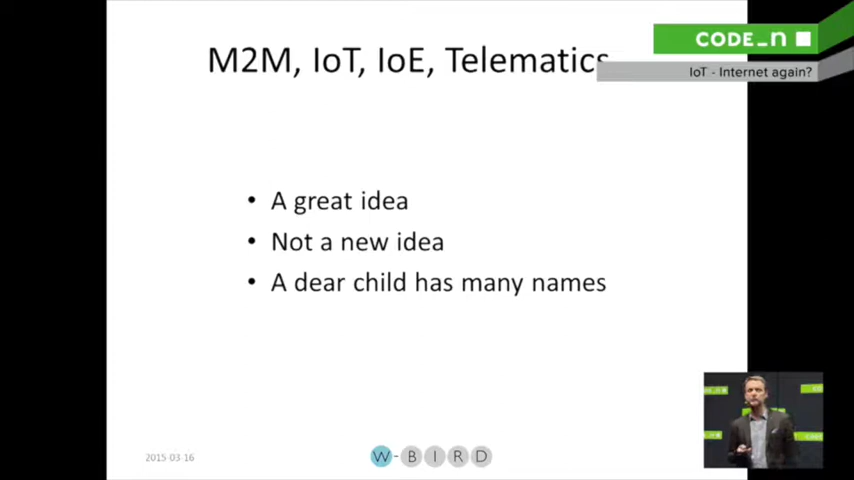 M2M, IoT, IoE, Telematics
CODE_n
IoT - Internet again?
• A great idea
• Not a new idea
• A dear child has many names
2015-03-16
W-BIRD